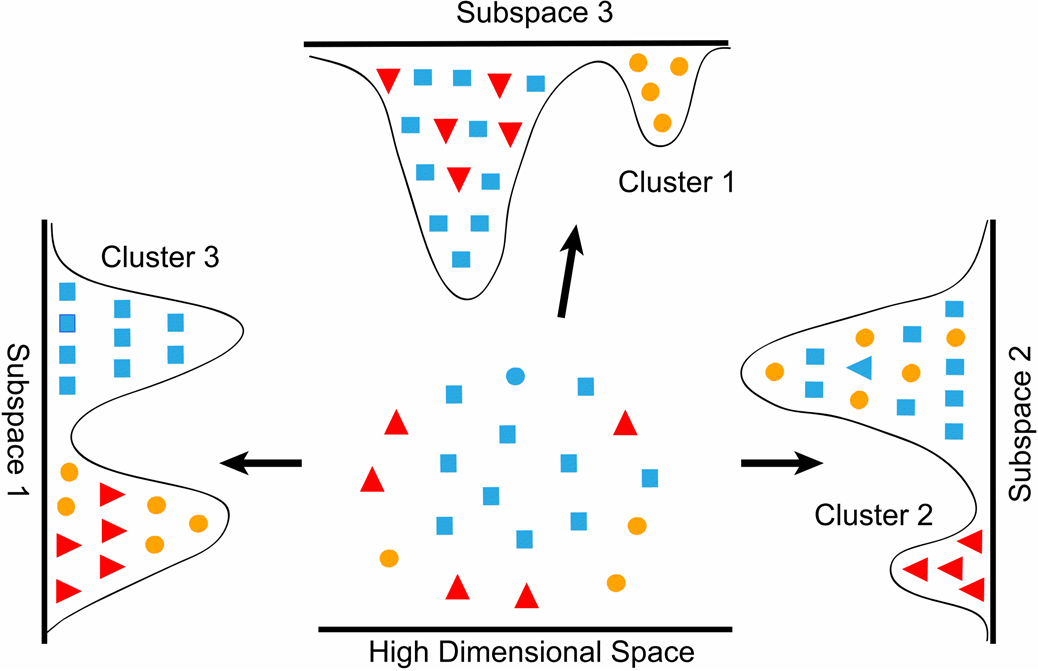 Subspace 3
Cluster 1
Cluster 3
Subspace 1
Subspace 2
Cluster 2
High Dimensional Space